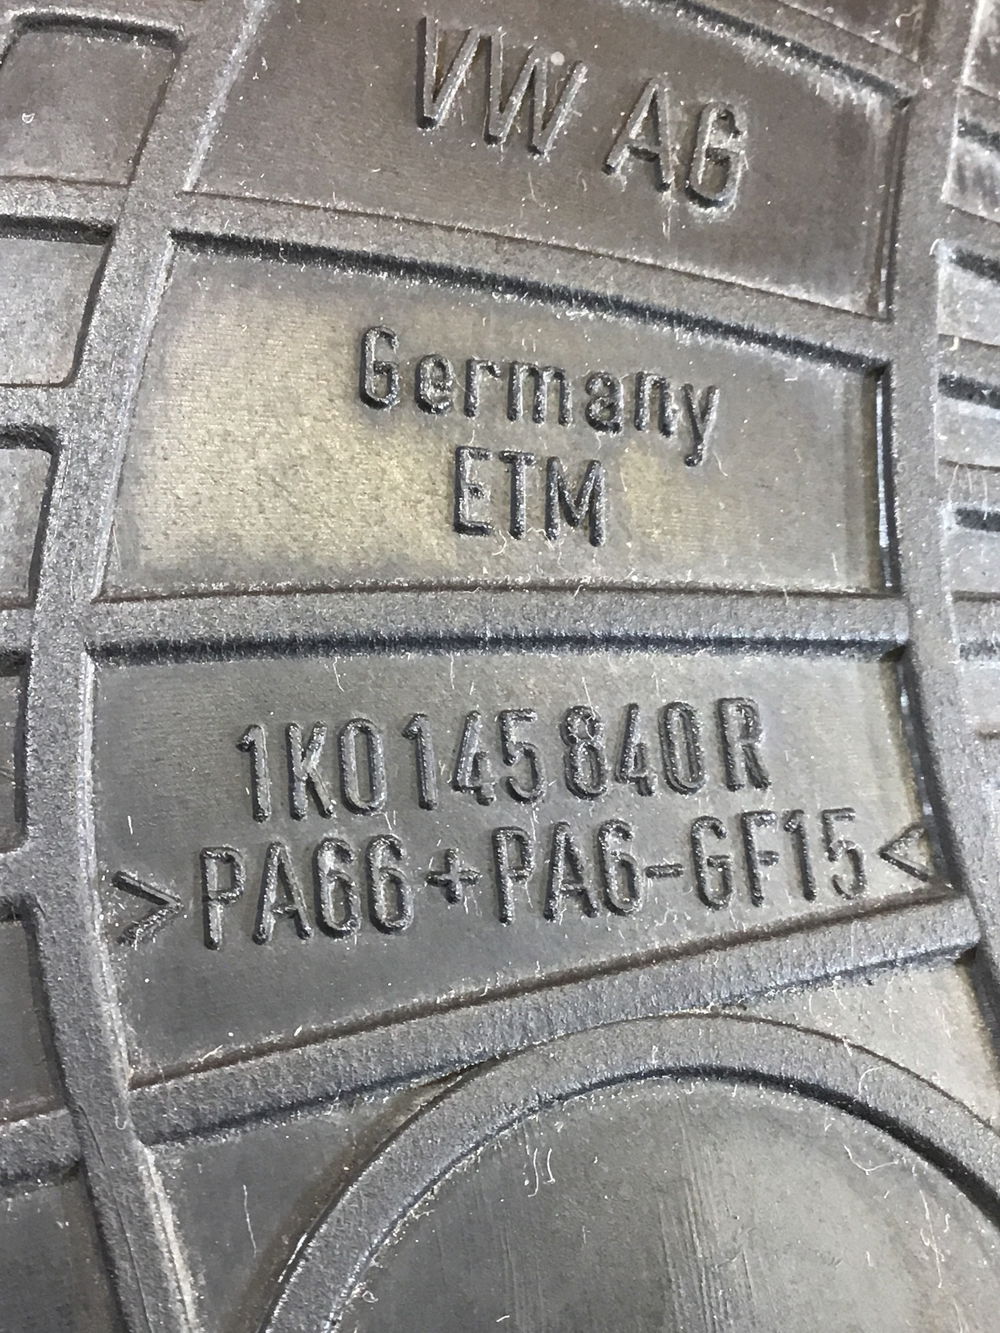 VW AG
Germany
ETM
1K0 145 840 R
>PA66+PA6-GF15<